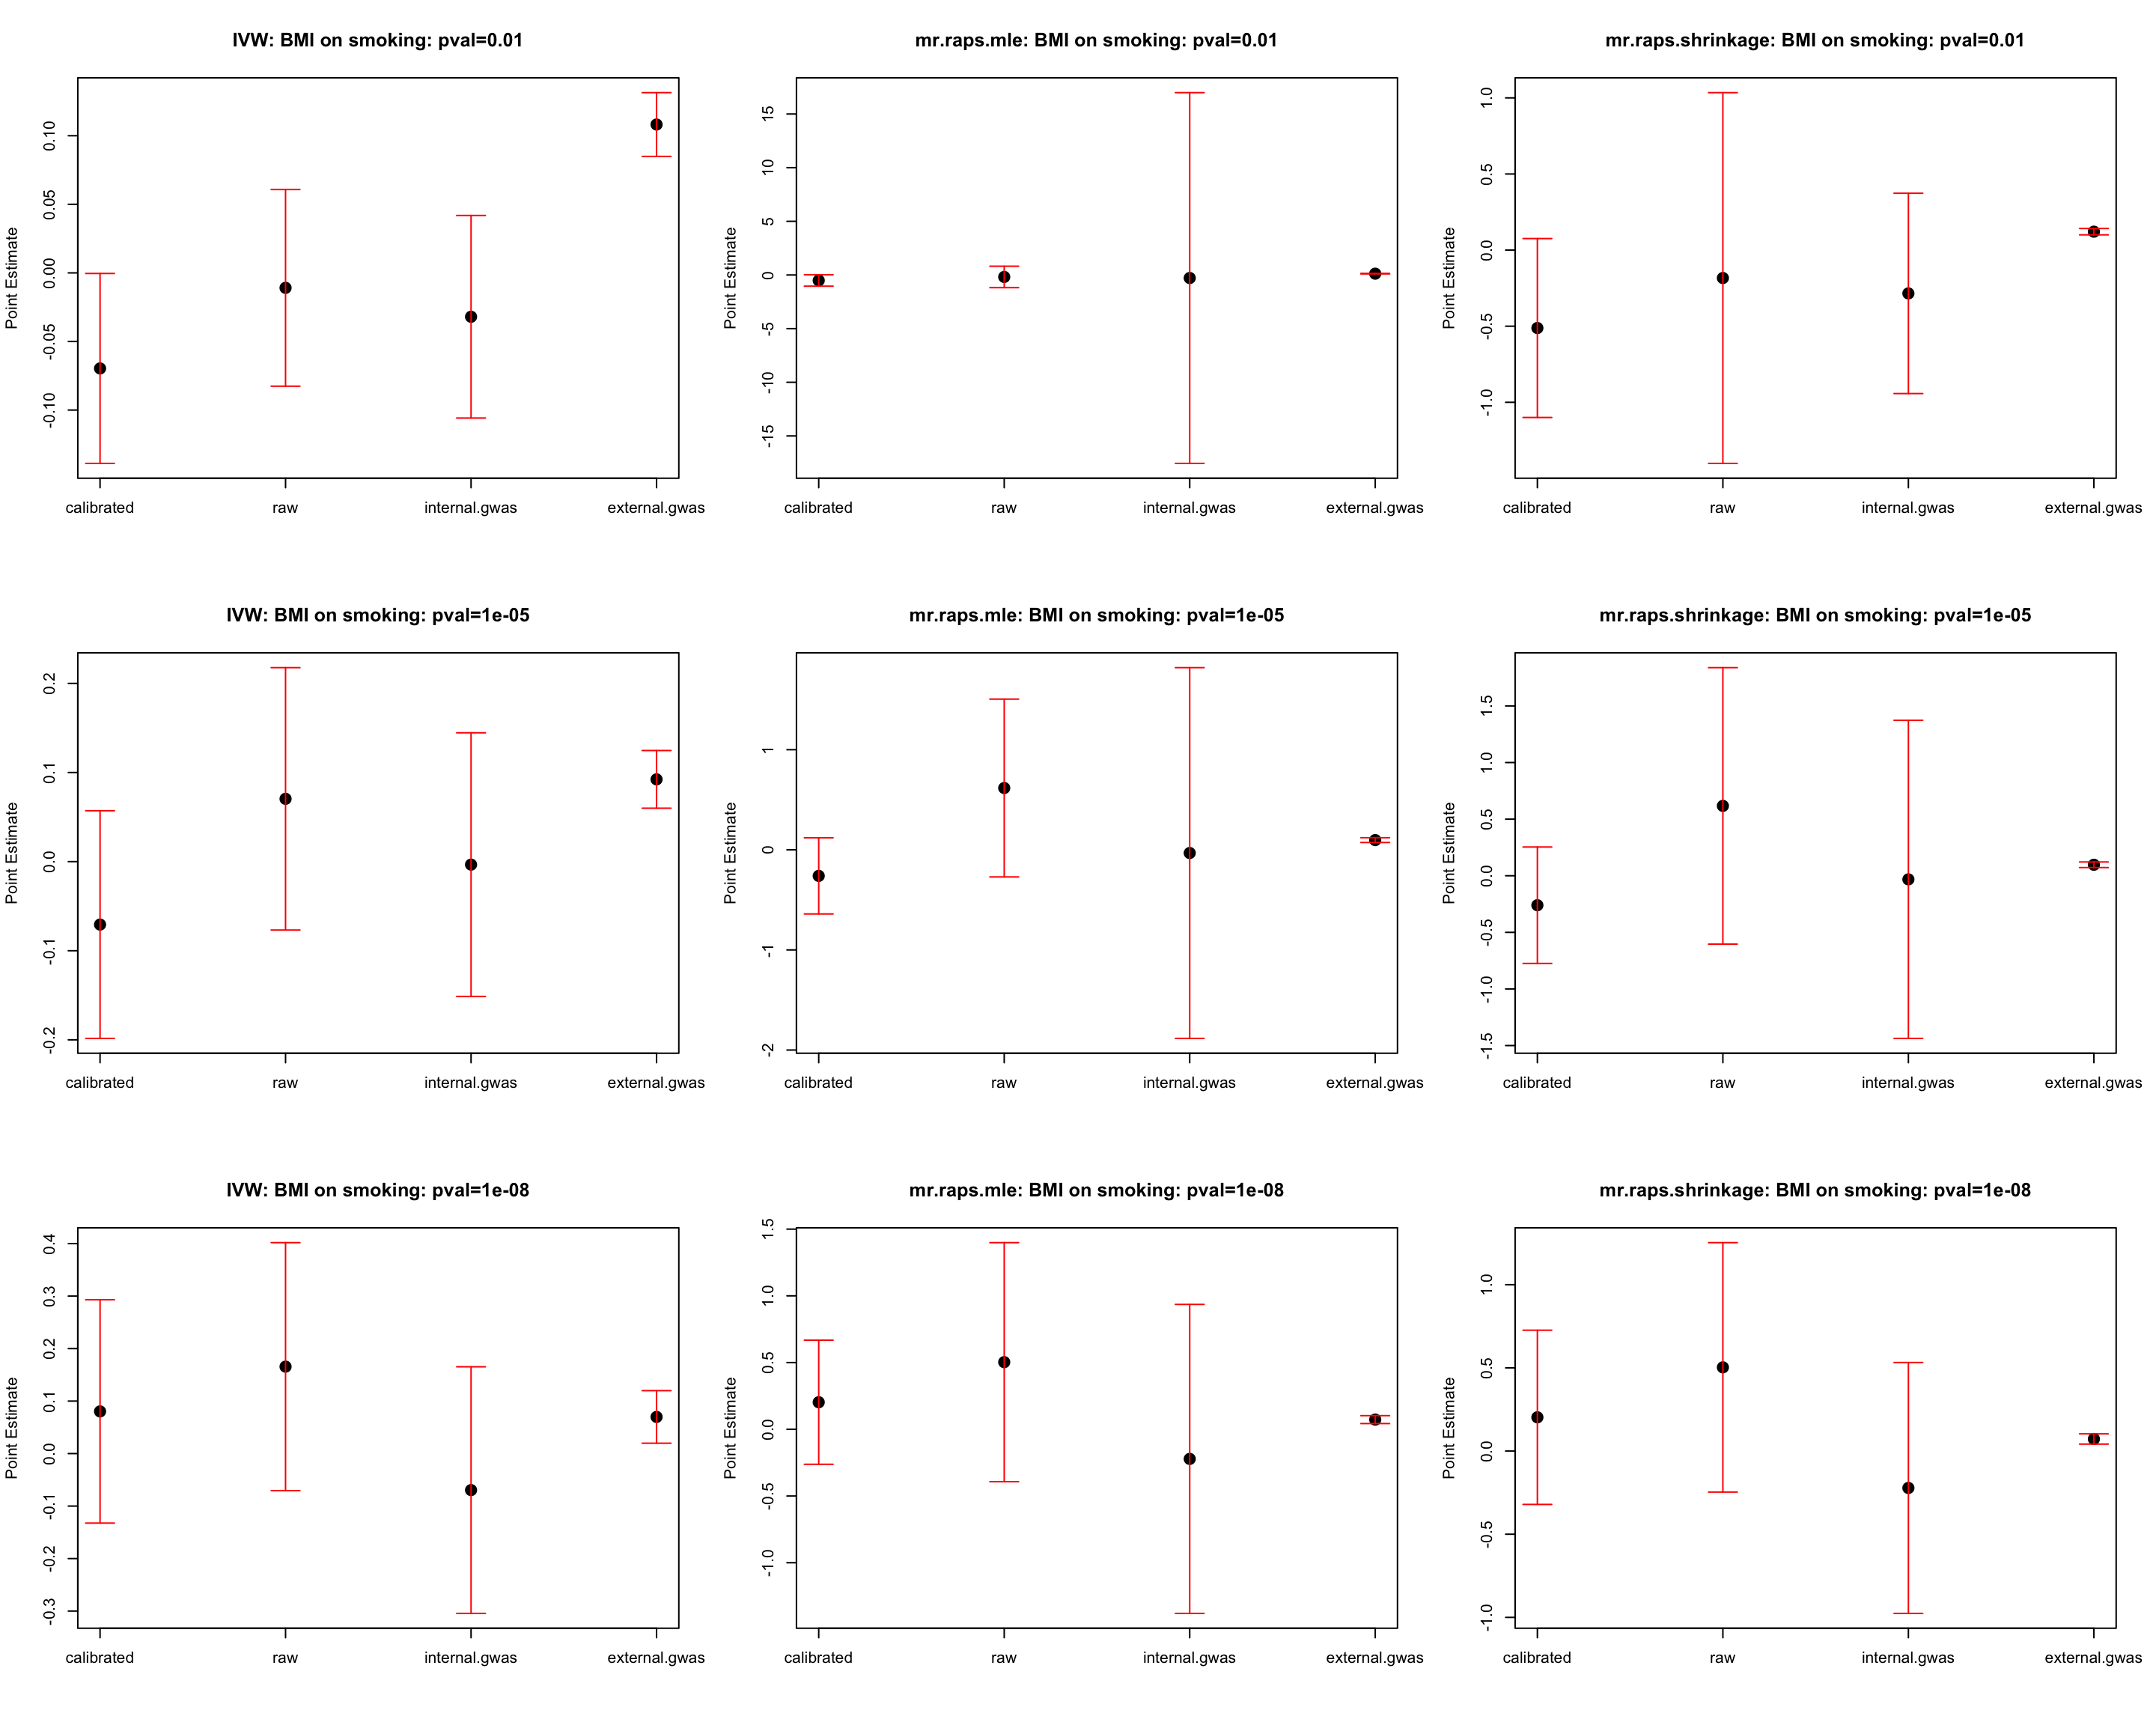 IVW: BMI on smoking: pval=0.01
Point Estimate
0.10
0.05
0.00
-0.05
-0.10
calibrated raw internal.gwas external.gwas
mr.raps.mle: BMI on smoking: pval=0.01
Point Estimate
15
10
5
0
-5
-10
-15
calibrated raw internal.gwas external.gwas
mr.raps.shrinkage: BMI on smoking: pval=0.01
Point Estimate
1.0
0.5
0.0
-0.5
-1.0
calibrated raw internal.gwas external.gwas
IVW: BMI on smoking: pval=1e-05
Point Estimate
0.2
0.1
0.0
-0.1
-0.2
calibrated raw internal.gwas external.gwas
mr.raps.mle: BMI on smoking: pval=1e-05
Point Estimate
1
0
-1
-2
calibrated raw internal.gwas external.gwas
mr.raps.shrinkage: BMI on smoking: pval=1e-05
Point Estimate
1.5
1.0
0.5
0.0
-0.5
-1.0
-1.5
calibrated raw internal.gwas external.gwas
IVW: BMI on smoking: pval=1e-08
Point Estimate
0.4
0.3
0.2
0.1
0.0
-0.1
-0.2
-0.3
calibrated raw internal.gwas external.gwas
mr.raps.mle: BMI on smoking: pval=1e-08
Point Estimate
1.5
1.0
0.5
0.0
-0.5
-1.0
calibrated raw internal.gwas external.gwas
mr.raps.shrinkage: BMI on smoking: pval=1e-08
Point Estimate
1.0
0.5
0.0
-0.5
-1.0
calibrated raw internal.gwas external.gwas